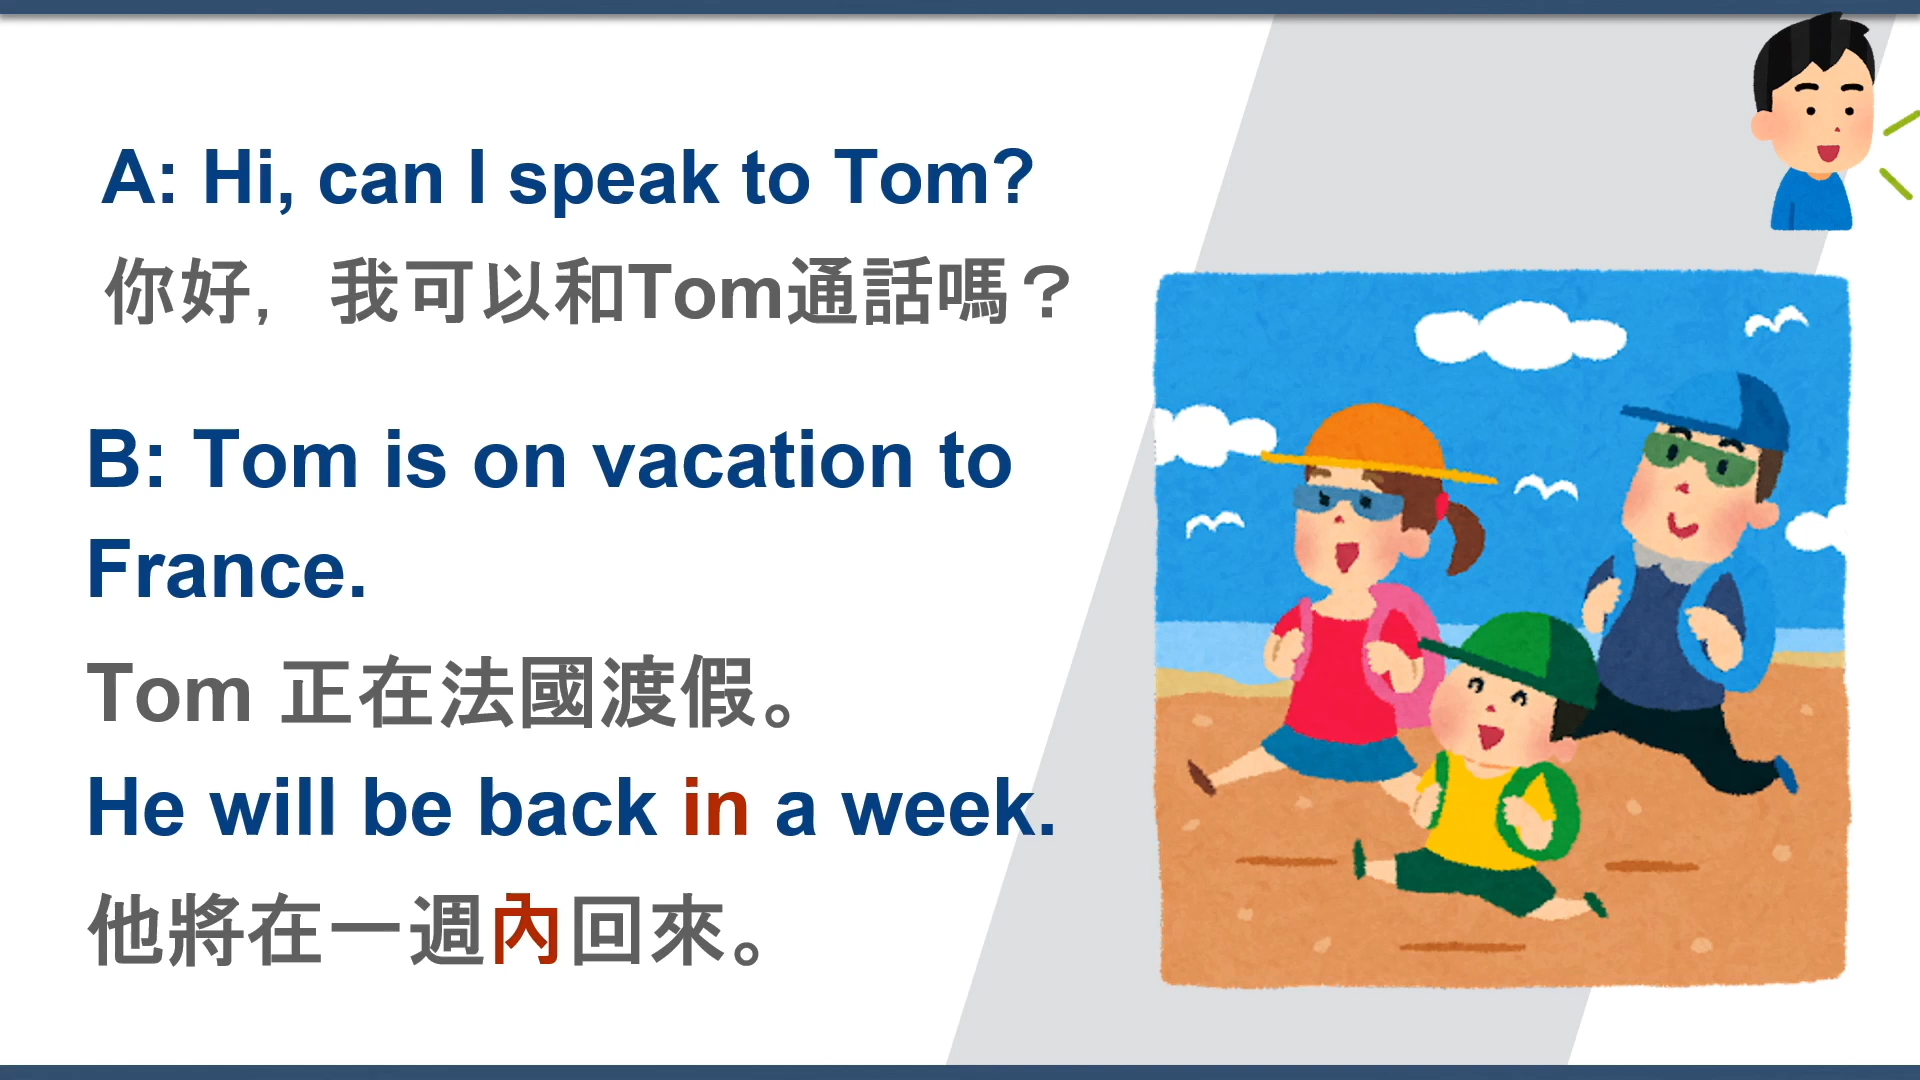 A: Hi, can I speak to Tom?
你好，我可以和Tom通話嗎？
B: Tom is on vacation to
France.
Tom 正在法國渡假。
He will be back in a week.
他將在一週內回來。